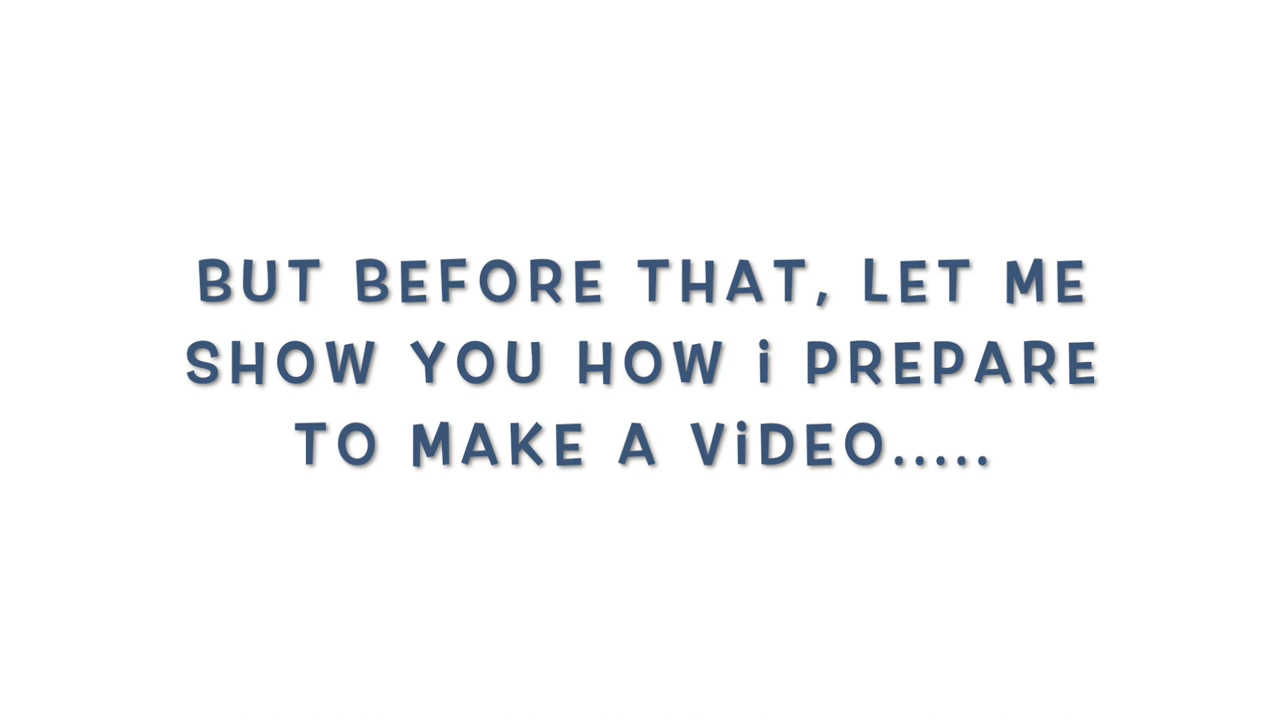 BUT BEFORE THAT, LET ME
SHOW YOU HOW i PREPARE
TO MAKE A ViDEO.....